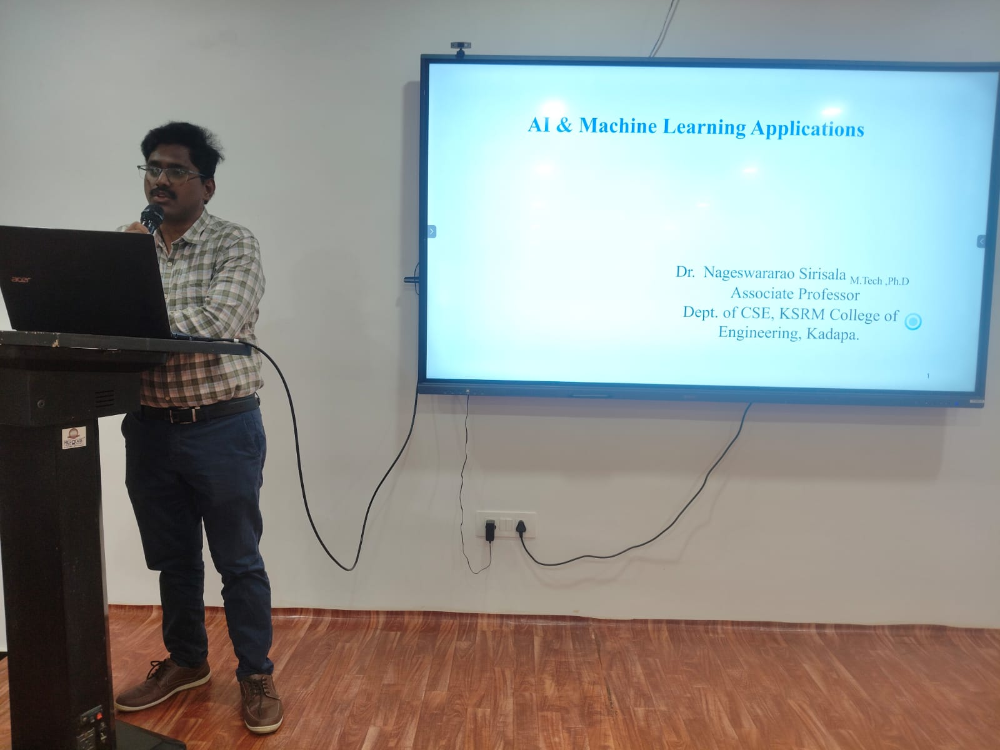 AI & Machine Learning Applications
Dr. Nageswararao Sirisala M.Tech ,Ph.D
Associate Professor
Dept. of CSE, KSRM College of
Engineering, Kadapa.
1
acer